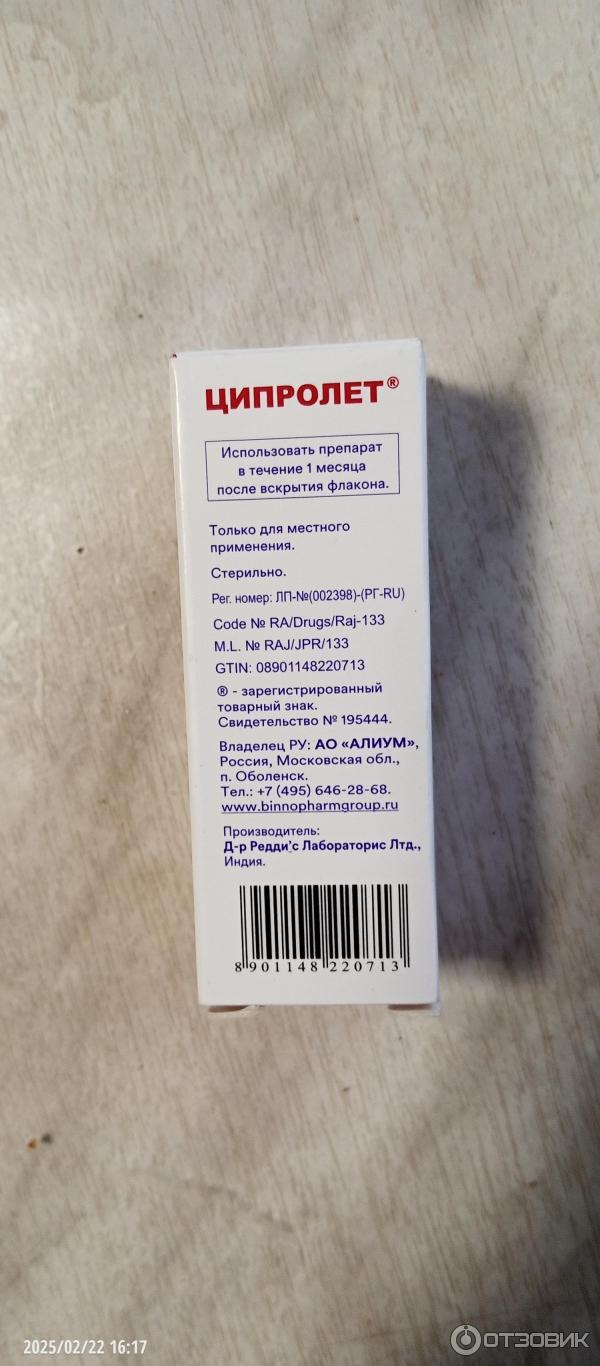 ЦИПРОЛЕТ®
Использовать препарат
в течение 1 месяца
после вскрытия флакона.
Только для местного
применения.
Стерильно.
Рег. номер: ЛП-№(002398)-(РГ-RU)
Code № RA/Drugs/Raj-133
M.L. № RAJ/JPR/133
GTIN: 08901148220713
® - зарегистрированный
товарный знак.
Свидетельство № 195444.
Владелец РУ: АО «АЛИУМ»,
Россия, Московская обл.,
п. Оболенск.
Тел.: +7 (495) 646-28-68.
www.binnopharmgroup.ru
Производитель:
Д-р Редди'с Лабораторис Лтд.,
Индия.
8 901148 220713
2025/02/22 16:17
ОТЗОВИК